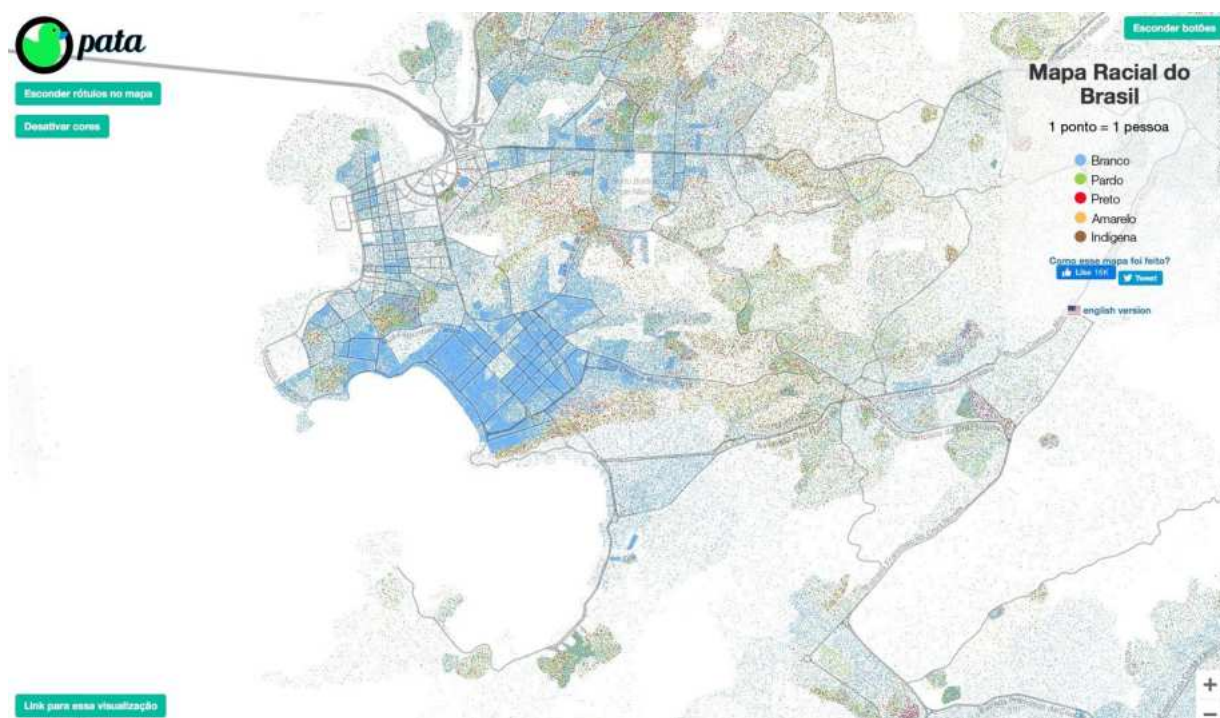 pata
Esconder rótulos no mapa
Desativar cores
Esconder botões
Mapa Racial do
Brasil
1 ponto = 1 pessoa
Branco
Pardo
Preto
Amarelo
Indígena
Como esse mapa foi feito?
Like 16K
Tweet
english version
Link para essa visualização
+
−